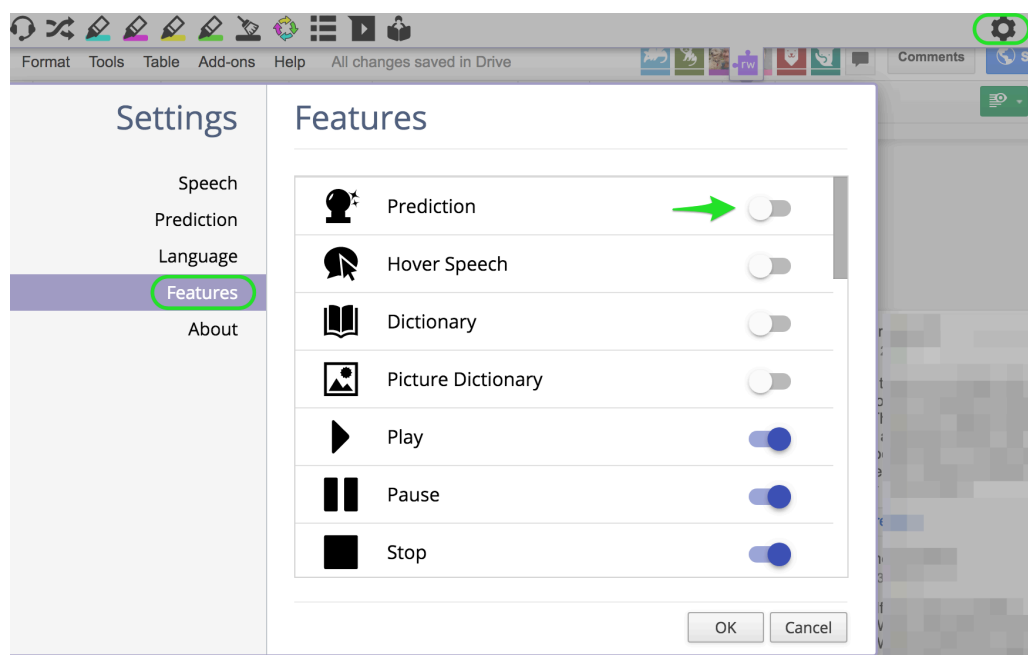 Format Tools Table Add-ons Help All changes saved in Drive
rw
Comments
S
Settings
Speech
Prediction
Language
Features
About
Features
Prediction
Hover Speech
Dictionary
Picture Dictionary
Play
Pause
Stop
OK Cancel